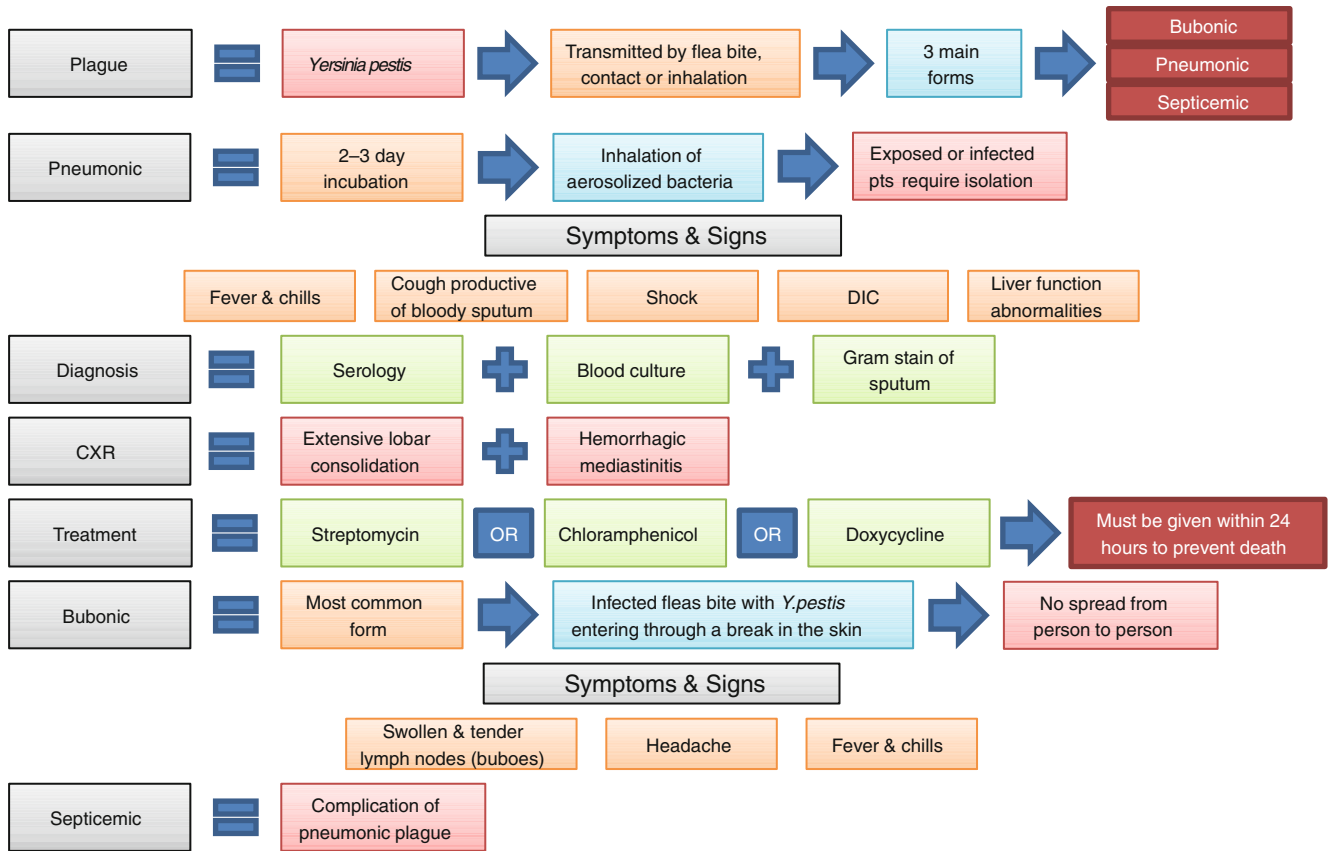 Plague
Yersinia pestis
Transmitted by flea bite,
contact or inhalation
3 main
forms
Bubonic
Pneumonic
Septicemic
Pneumonic
2–3 day
incubation
Inhalation of
aerosolized bacteria
Exposed or infected
pts require isolation
Symptoms & Signs
Fever & chills
Cough productive
of bloody sputum
Shock
DIC
Liver function
abnormalities
Diagnosis
Serology
Blood culture
Gram stain of
sputum
CXR
Extensive lobar
consolidation
Hemorrhagic
mediastinitis
Treatment
Streptomycin
OR
Chloramphenicol
OR
Doxycycline
Must be given within 24
hours to prevent death
Bubonic
Most common
form
Infected fleas bite with Y.pestis
entering through a break in the skin
No spread from
person to person
Symptoms & Signs
Swollen & tender
lymph nodes (buboes)
Headache
Fever & chills
Septicemic
Complication of
pneumonic plague